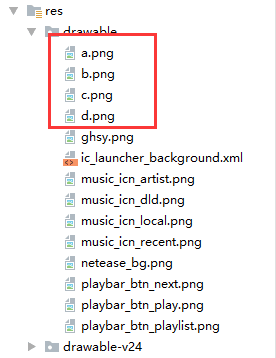 res
drawable
a.png
b.png
c.png
d.png
ghsy.png
ic_launcher_background.xml
music_icn_artist.png
music_icn_dld.png
music_icn_local.png
music_icn_recent.png
netease_bg.png
playbar_btn_next.png
playbar_btn_play.png
playbar_btn_playlist.png
drawable-v24